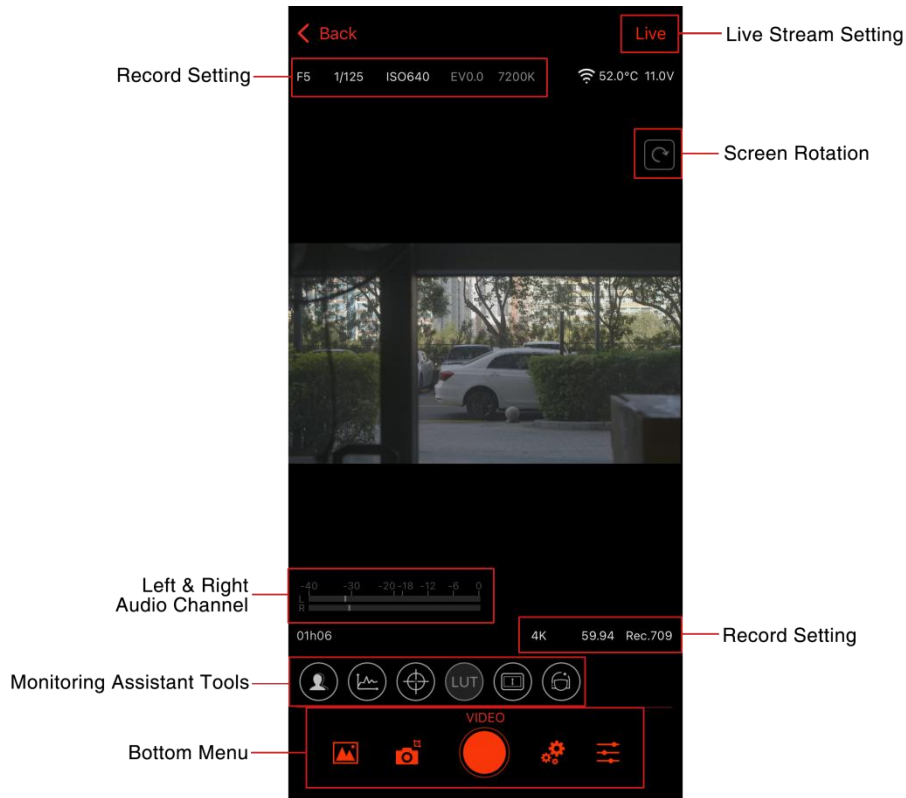 Back
Live
Live Stream Setting
Record Setting
F5 1/125 ISO640 EV0.0 7200K
52.0°C 11.0V
Screen Rotation
Left & Right
Audio Channel
-40 -30 -20 -18 -12 -6 0
L
R
01h06
4K 59.94 Rec.709
Record Setting
Monitoring Assistant Tools
LUT
VIDEO
Bottom Menu